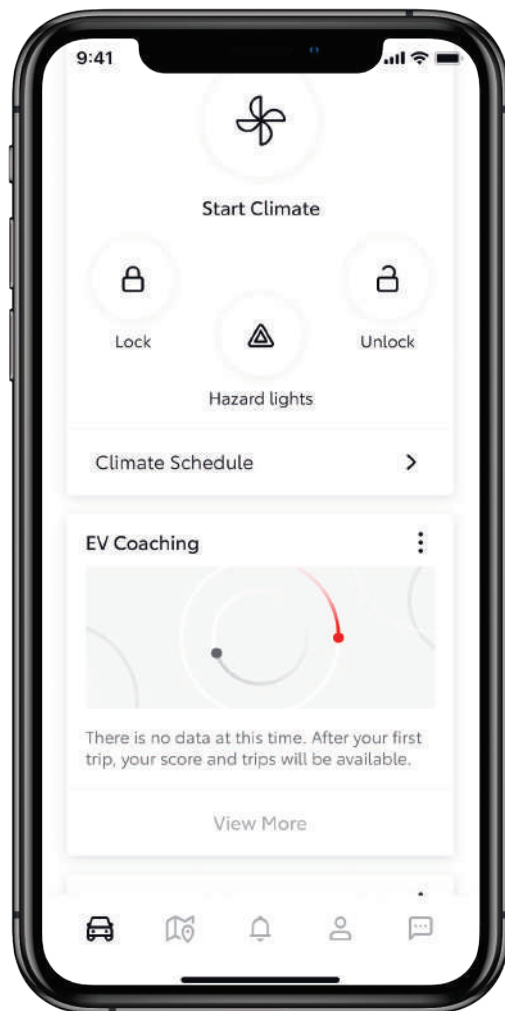 9:41
Start Climate
Lock
Unlock
Hazard lights
Climate Schedule
EV Coaching
There is no data at this time. After your first
trip, your score and trips will be available.
View More